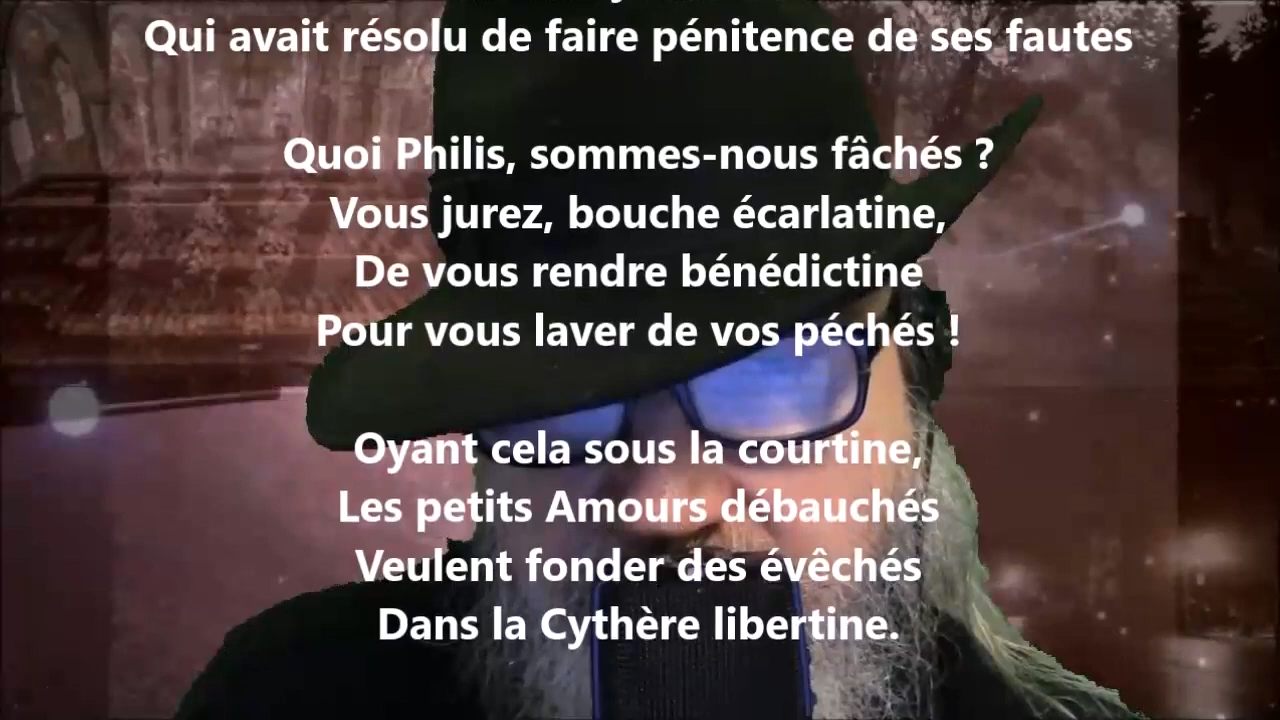 Qui avait résolu de faire pénitence de ses fautes
Quoi Philis, sommes-nous fâchés ?
Vous jurez, bouche écarlatine,
De vous rendre bénédictine
Pour vous laver de vos péchés !
Oyant cela sous la courtine,
Les petits Amours débauchés
Veulent fonder des évêchés
Dans la Cythère libertine.